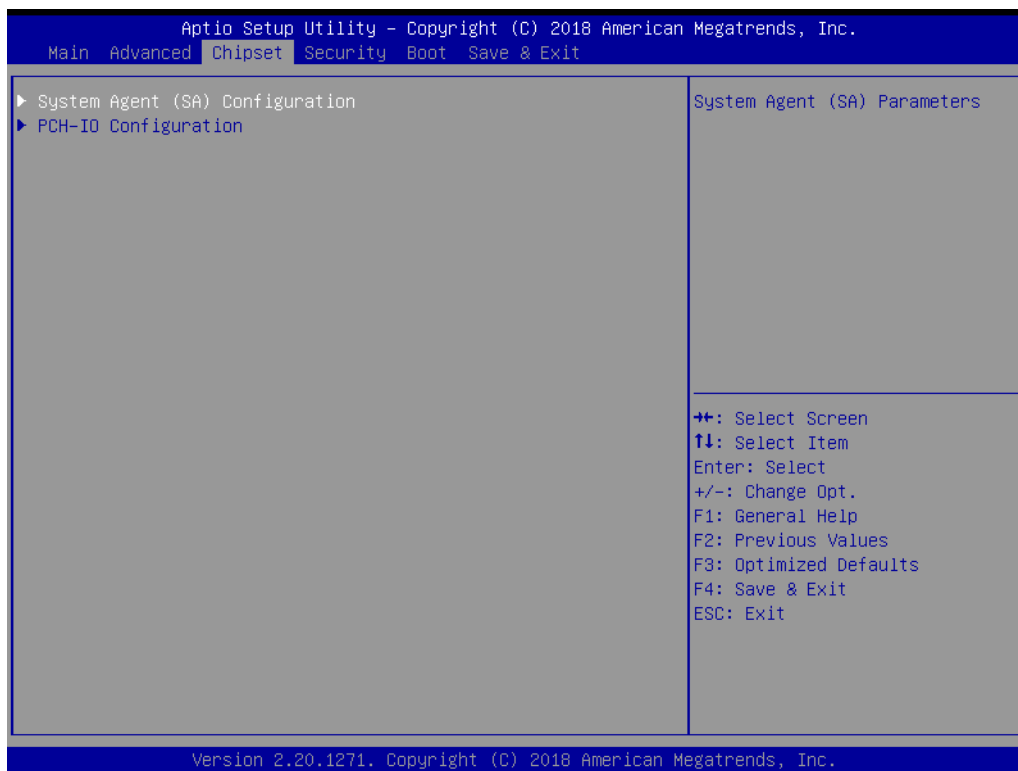 Aptio Setup Utility – Copyright (C) 2018 American Megatrends, Inc.
Main Advanced Chipset Security Boot Save & Exit
▶ System Agent (SA) Configuration
▶ PCH-IO Configuration
System Agent (SA) Parameters
→←: Select Screen
↑↓: Select Item
Enter: Select
+/-: Change Opt.
F1: General Help
F2: Previous Values
F3: Optimized Defaults
F4: Save & Exit
ESC: Exit
Version 2.20.1271. Copyright (C) 2018 American Megatrends, Inc.